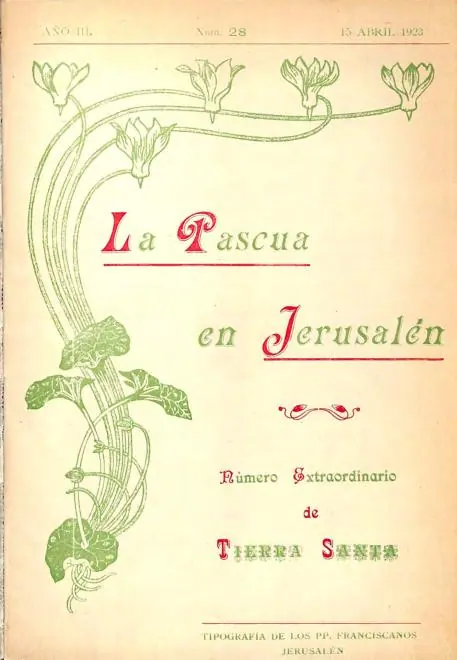 AÑO III. Num. 28 15 ABRIL 1923
La Pascua
en Jerusalén
Número Extraordinario
de
TIERRA SANTA
TIPOGRAFÍA DE LOS PP. FRANCISCANOS
JERUSALÉN